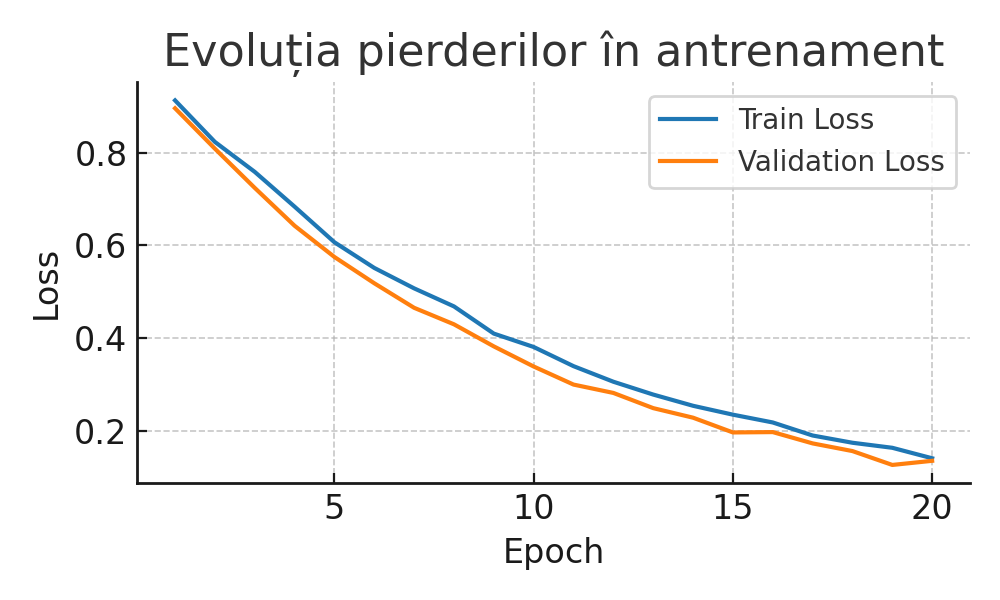 Evoluția pierderilor în antrenament
Train Loss
Validation Loss
0.8
0.6
0.4
0.2
Loss
5 10 15 20
Epoch